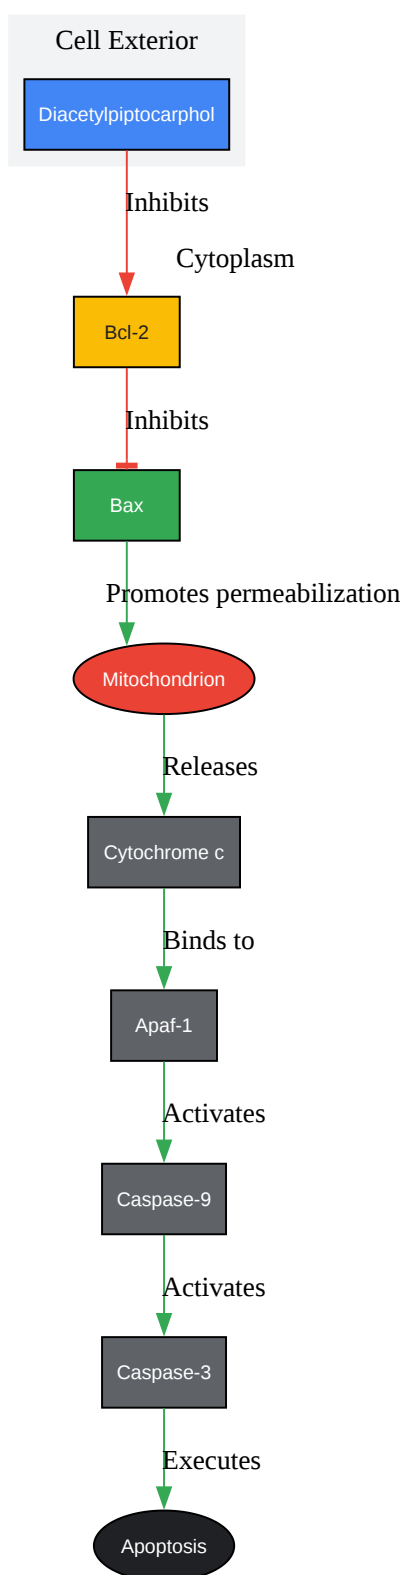 Cell Exterior
Diacetylpiptocarphol
Inhibits
Cytoplasm
Bcl-2
Inhibits
Bax
Promotes permeabilization
Mitochondrion
Releases
Cytochrome c
Binds to
Apaf-1
Activates
Caspase-9
Activates
Caspase-3
Executes
Apoptosis